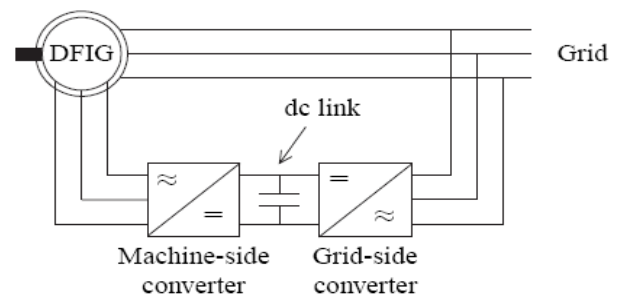 DFIG
Grid
dc link
≈
=
=
≈
Machine-side
converter
Grid-side
converter